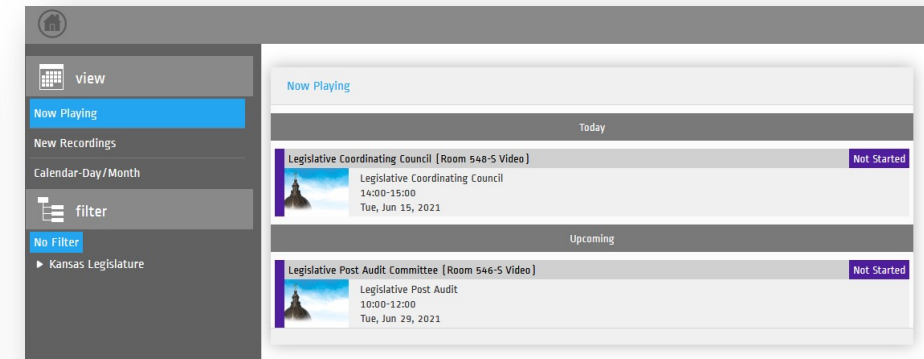 view
Now Playing
New Recordings
Calendar-Day/Month
filter
No Filter
Kansas Legislature
Now Playing
Today
Legislative Coordinating Council [Room 548-S Video] Not Started
Legislative Coordinating Council
14:00-15:00
Tue, Jun 15, 2021
Upcoming
Legislative Post Audit Committee [Room 546-S Video] Not Started
Legislative Post Audit
10:00-12:00
Tue, Jun 29, 2021